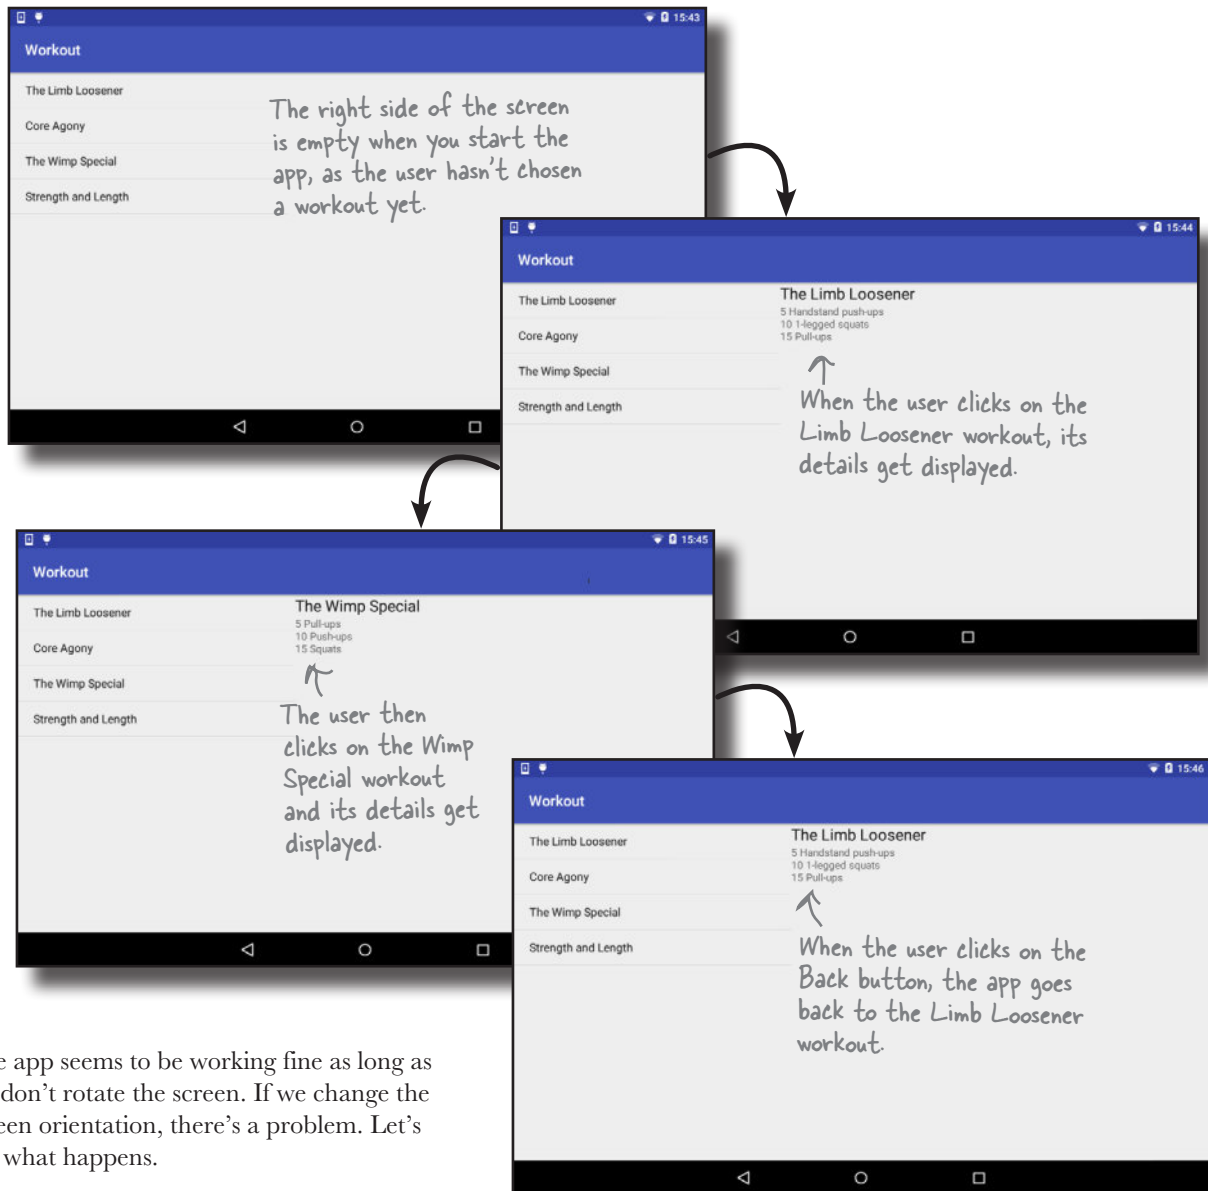 15:43
Workout
The Limb Loosener
Core Agony
The Wimp Special
Strength and Length
The right side of the screen
is empty when you start the
app, as the user hasn't chosen
a workout yet.
15:44
Workout
The Limb Loosener
Core Agony
The Wimp Special
Strength and Length
The Limb Loosener
5 Handstand push-ups
10 1-legged squats
15 Pull-ups
When the user clicks on the
Limb Loosener workout, its
details get displayed.
15:45
Workout
The Limb Loosener
Core Agony
The Wimp Special
Strength and Length
The Wimp Special
5 Pull-ups
10 Push-ups
15 Squats
The user then
clicks on the Wimp
Special workout
and its details get
displayed.
15:46
Workout
The Limb Loosener
Core Agony
The Wimp Special
Strength and Length
The Limb Loosener
5 Handstand push-ups
10 1-legged squats
15 Pull-ups
When the user clicks on the
Back button, the app goes
back to the Limb Loosener
workout.
e app seems to be working fine as long as
don't rotate the screen. If we change the
een orientation, there's a problem. Let's
what happens.